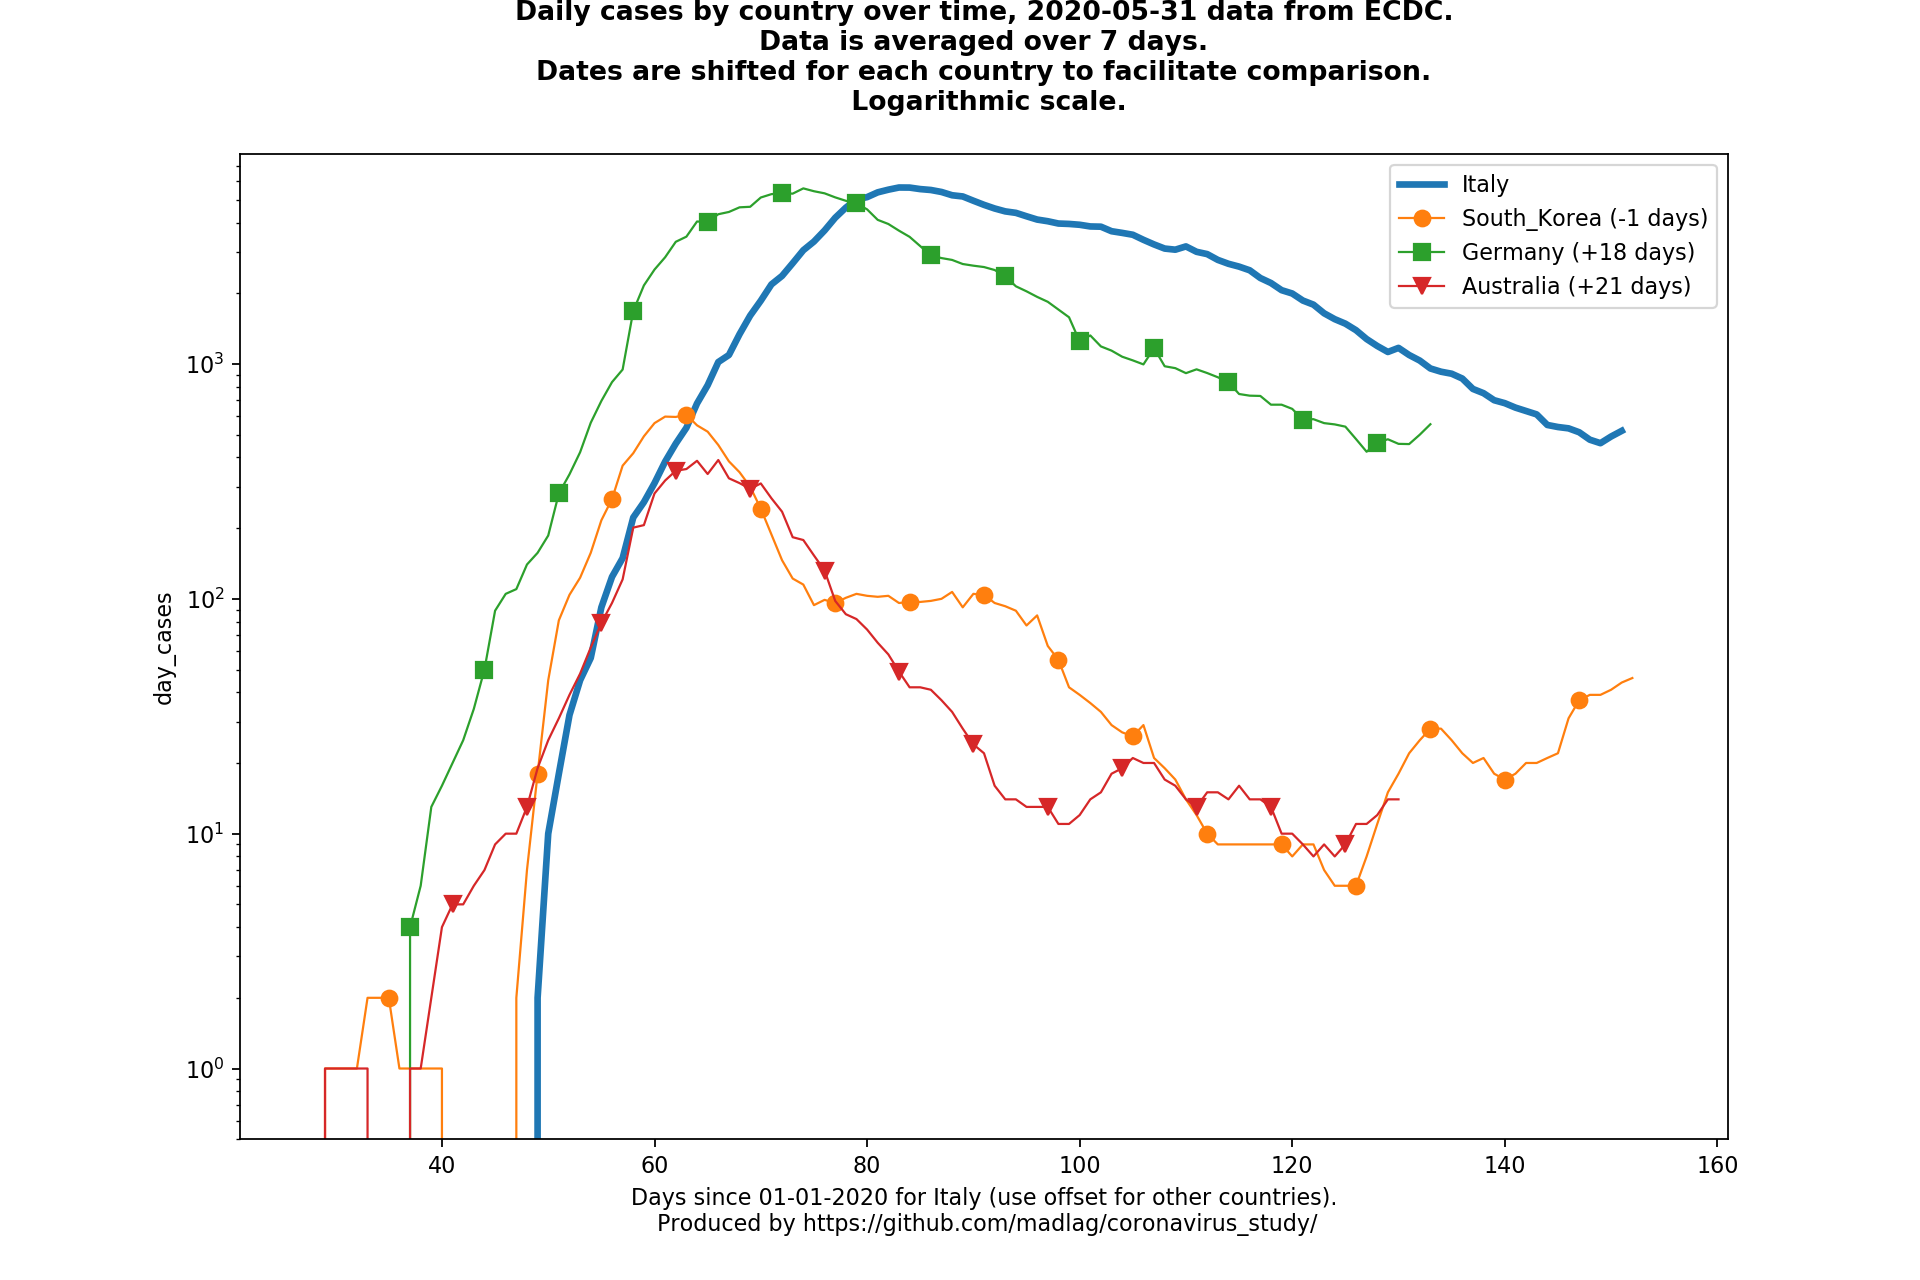 Daily cases by country over time, 2020-05-31 data from ECDC.
Data is averaged over 7 days.
Dates are shifted for each country to facilitate comparison.
Logarithmic scale.
Italy
South_Korea (-1 days)
Germany (+18 days)
Australia (+21 days)
day_cases
10³
10²
10¹
10⁰
40 60 80 100 120 140 160
Days since 01-01-2020 for Italy (use offset for other countries).
Produced by https://github.com/madlag/coronavirus_study/